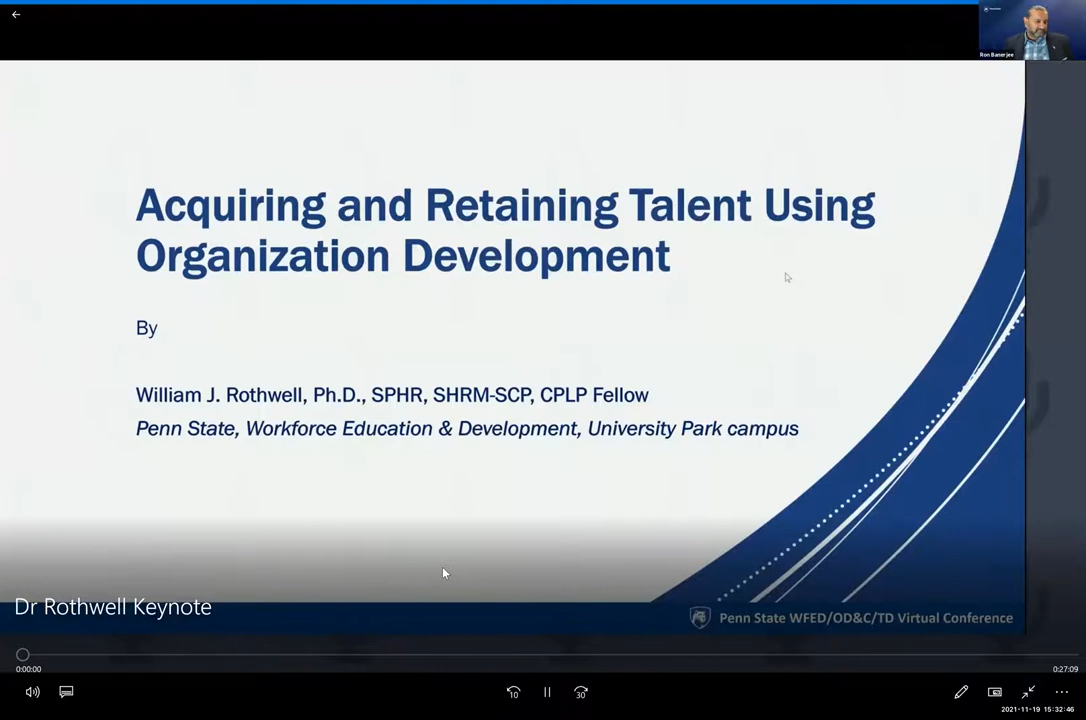 Ron Banerjee
Acquiring and Retaining Talent Using
Organization Development
By
William J. Rothwell, Ph.D., SPHR, SHRM-SCP, CPLP Fellow
Penn State, Workforce Education & Development, University Park campus
Dr Rothwell Keynote
Penn State WFED/OD&C/TD Virtual Conference
0:00:00
0:27:09
10
30
2021-11-19 15:32:46